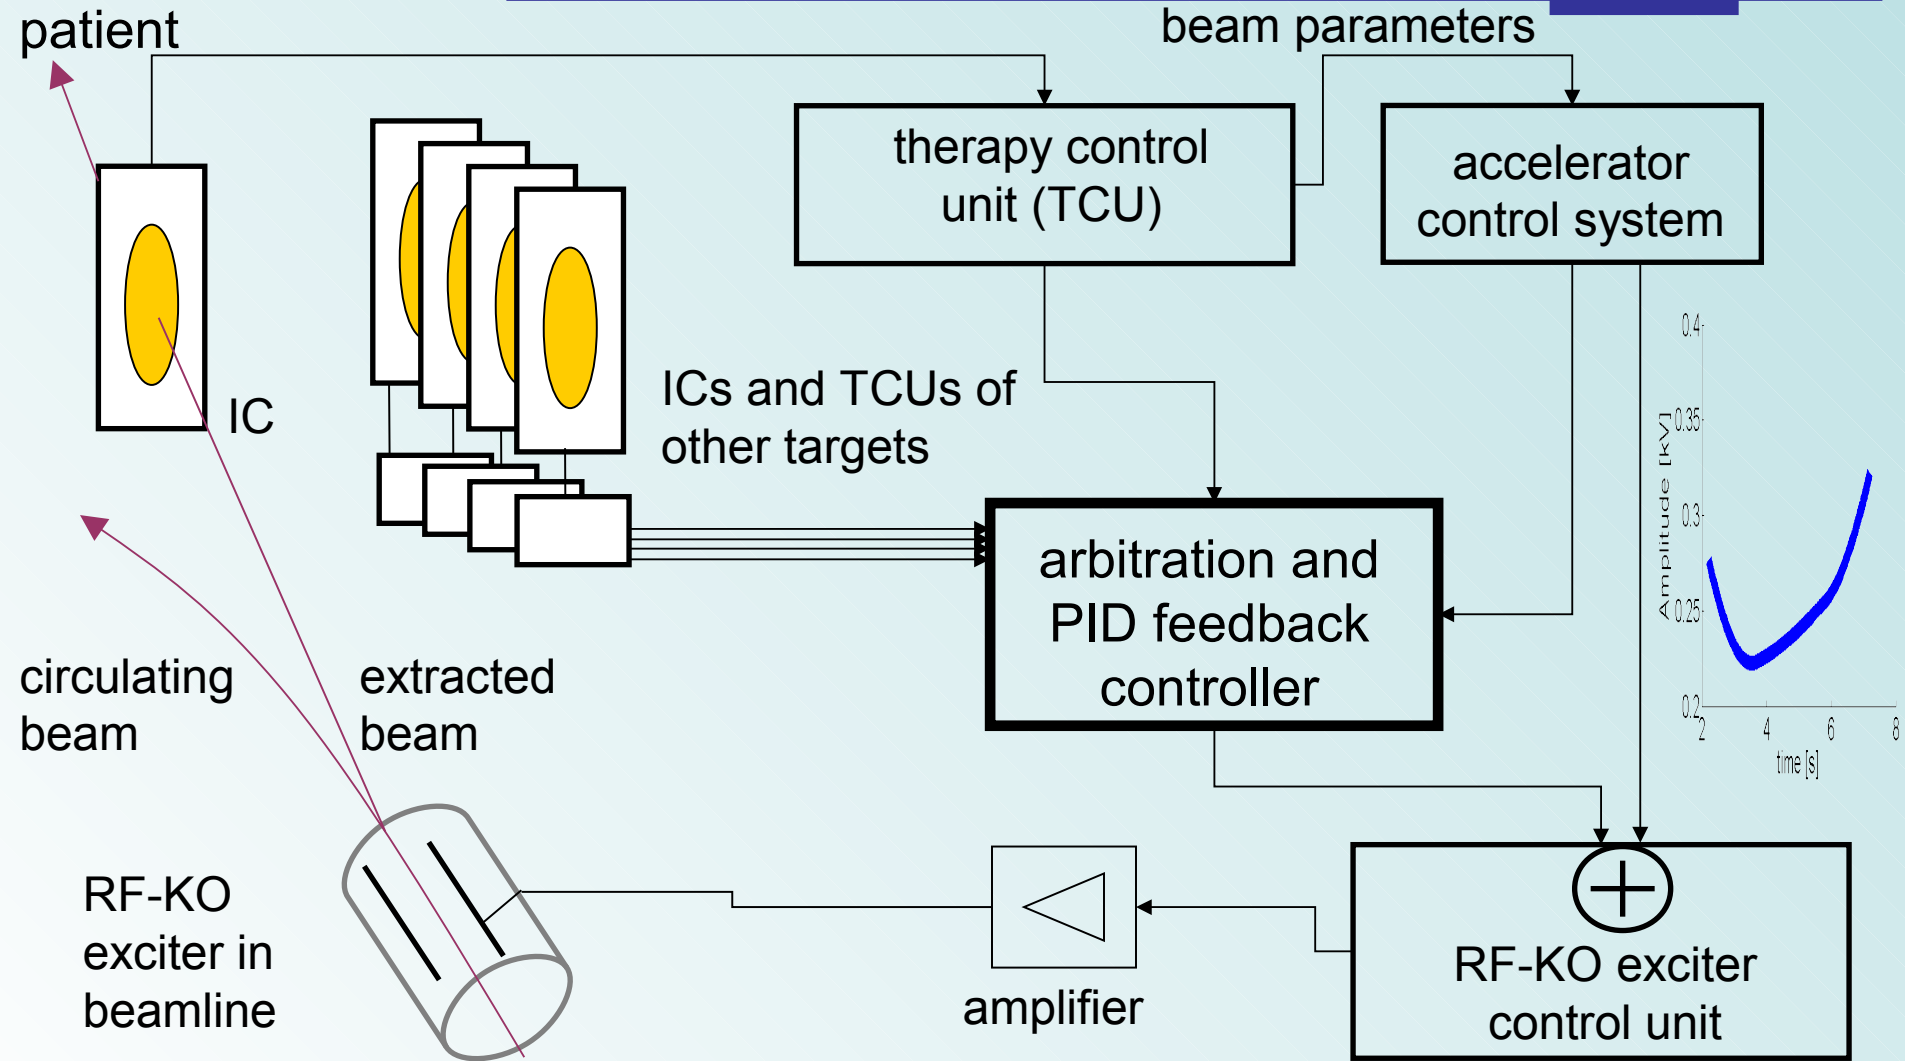 patient
beam parameters
therapy control
unit (TCU)
accelerator
control system
IC
ICs and TCUs of
other targets
arbitration and
PID feedback
controller
0.4
0.35
0.3
0.25
0.2
Amplitude [kV]
2 4 6 8
time [s]
circulating
beam
extracted
beam
RF-KO
exciter in
beamline
amplifier
RF-KO exciter
control unit